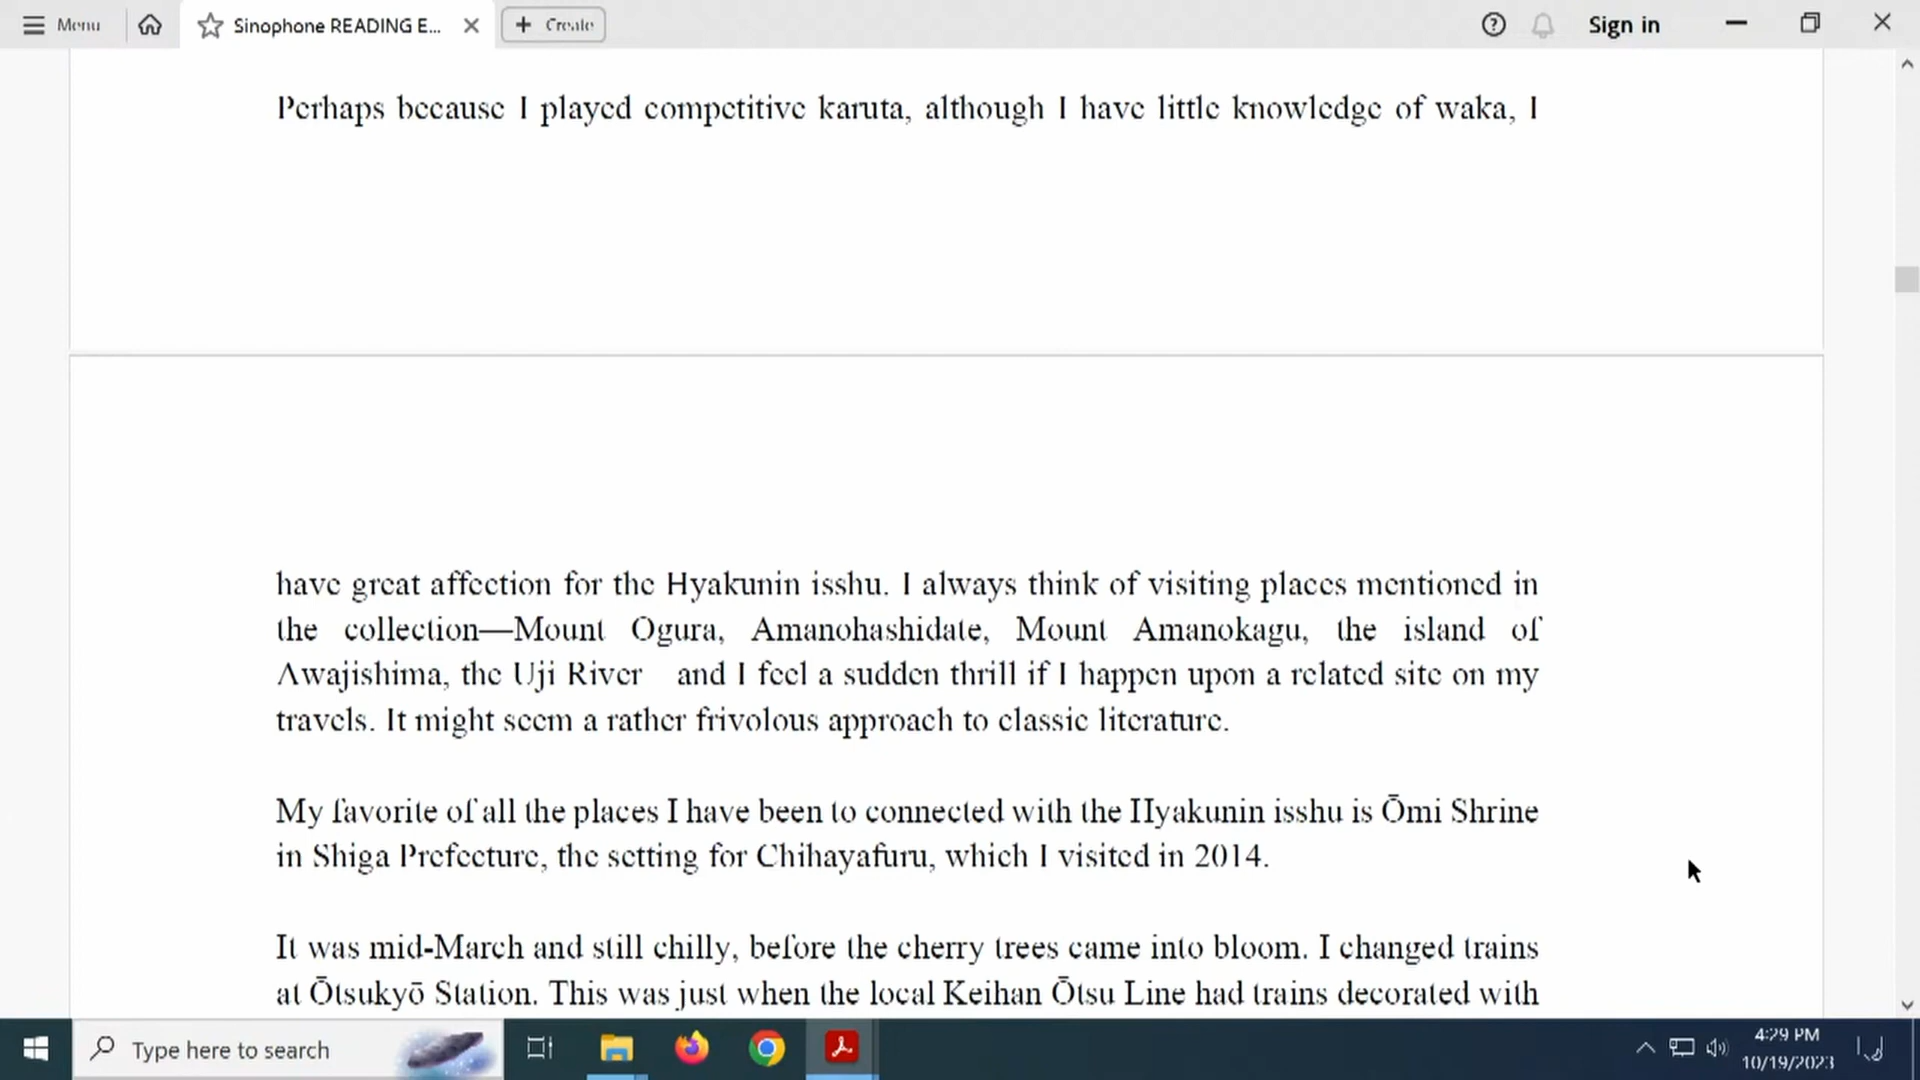 Menu
Sinophone READING E...
Create
Sign in
Perhaps because I played competitive karuta, although I have little knowledge of waka, I
have great affection for the Hyakunin isshu. I always think of visiting places mentioned in
the collection—Mount Ogura, Amanohashidate, Mount Amanokagu, the island of
Awajishima, the Uji River and I feel a sudden thrill if I happen upon a related site on my
travels. It might seem a rather frivolous approach to classic literature.
My favorite of all the places I have been to connected with the Hyakunin isshu is Ōmi Shrine
in Shiga Prefecture, the setting for Chihayafuru, which I visited in 2014.
It was mid-March and still chilly, before the cherry trees came into bloom. I changed trains
at Ōtsukyō Station. This was just when the local Keihan Ōtsu Line had trains decorated with
Type here to search
4:29 PM
10/19/2023